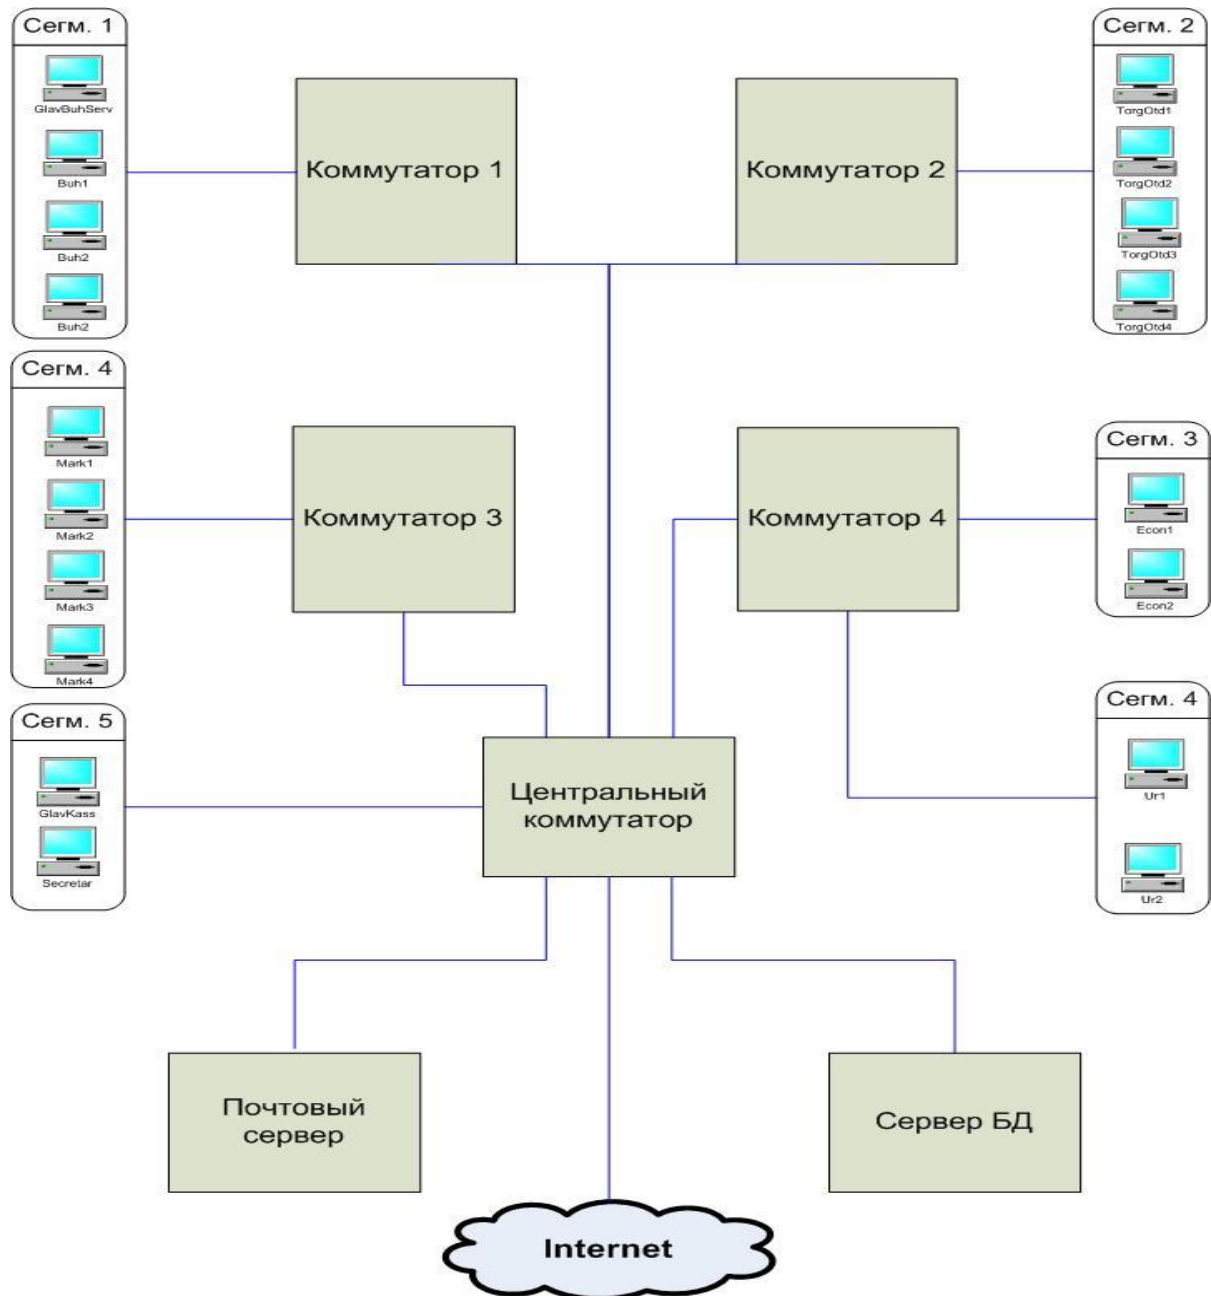 Сегм. 1
GlavBuhServ
Buh1
Buh2
Buh2
Коммутатор 1
Коммутатор 2
Сегм. 2
TorgOtd1
TorgOtd2
TorgOtd3
TorgOtd4
Сегм. 4
Mark1
Mark2
Mark3
Mark4
Коммутатор 3
Коммутатор 4
Сегм. 3
Econ1
Econ2
Сегм. 5
GlavKass
Secretar
Центральный
коммутатор
Сегм. 4
Ur1
Ur2
Почтовый
сервер
Сервер БД
Internet